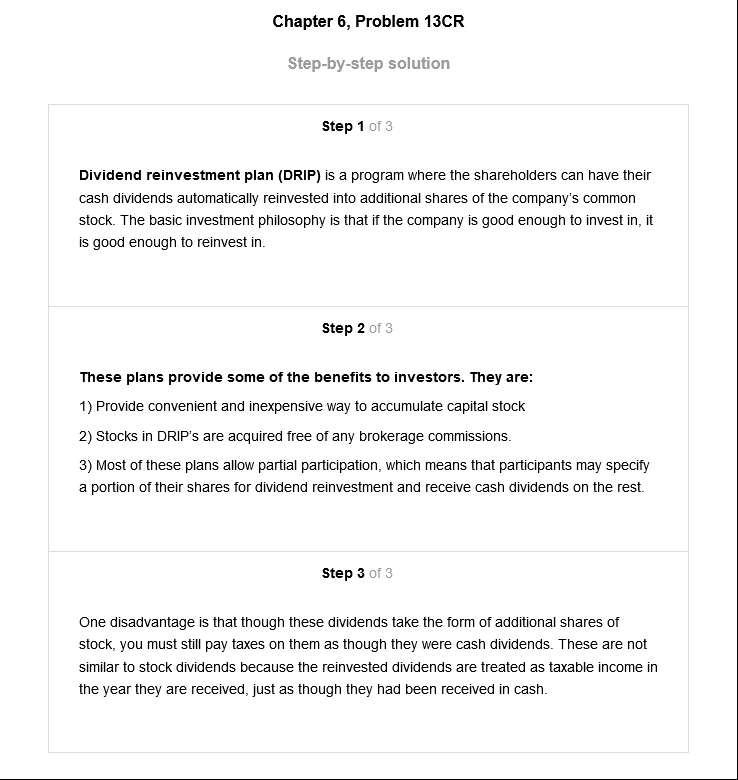 Chapter 6, Problem 13CR
Step-by-step solution
Step 1 of 3
Dividend reinvestment plan (DRIP) is a program where the shareholders can have their
cash dividends automatically reinvested into additional shares of the company's common
stock. The basic investment philosophy is that if the company is good enough to invest in, it
is good enough to reinvest in.
Step 2 of 3
These plans provide some of the benefits to investors. They are:
1) Provide convenient and inexpensive way to accumulate capital stock
2) Stocks in DRIP's are acquired free of any brokerage commissions.
3) Most of these plans allow partial participation, which means that participants may specify
a portion of their shares for dividend reinvestment and receive cash dividends on the rest.
Step 3 of 3
One disadvantage is that though these dividends take the form of additional shares of
stock, you must still pay taxes on them as though they were cash dividends. These are not
similar to stock dividends because the reinvested dividends are treated as taxable income in
the year they are received, just as though they had been received in cash.